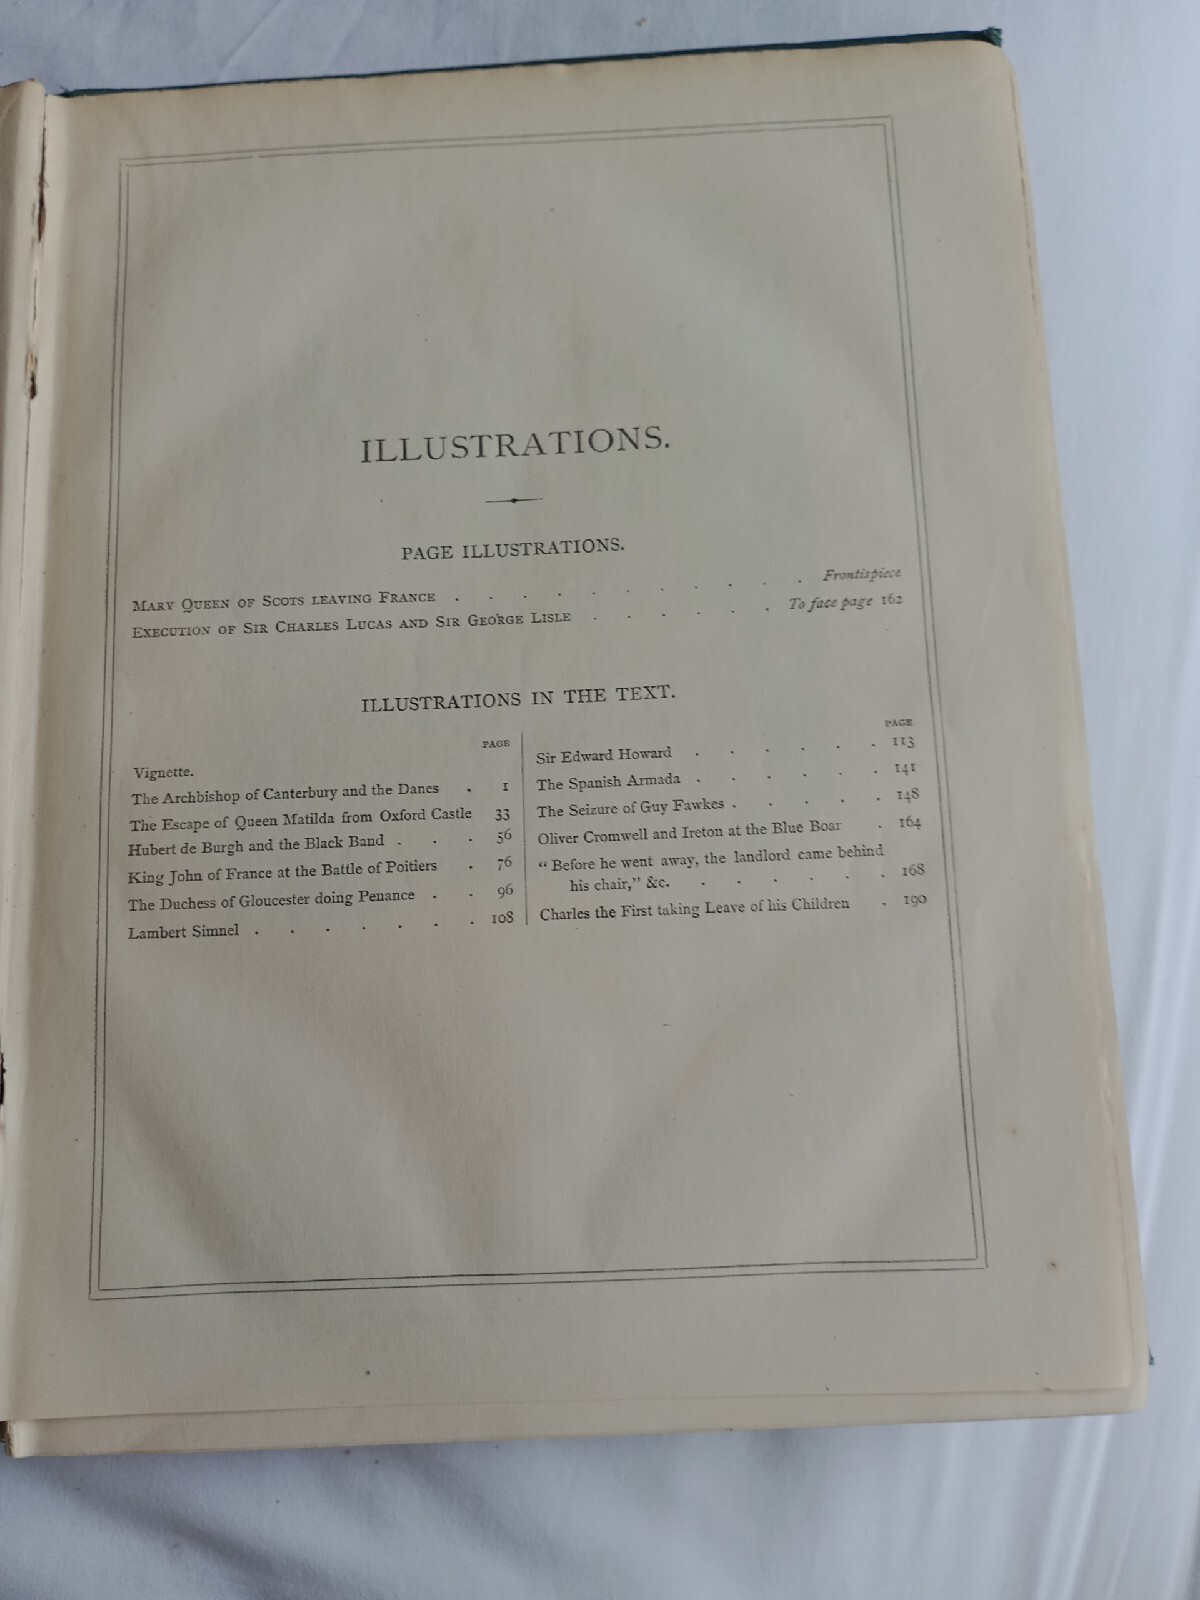 ILLUSTRATIONS.
PAGE ILLUSTRATIONS.
MARY QUEEN OF SCOTS LEAVING FRANCE . . . . . . . . . . . Frontispiece
EXECUTION OF SIR CHARLES LUCAS AND SIR GEORGE LISLE . . . . . . To face page 162
ILLUSTRATIONS IN THE TEXT.
PAGE
Vignette.
The Archbishop of Canterbury and the Danes . 1
The Escape of Queen Matilda from Oxford Castle 33
Hubert de Burgh and the Black Band . . . 56
King John of France at the Battle of Poitiers . 76
The Duchess of Gloucester doing Penance . . 96
Lambert Simnel . . . . . . . 108
PAGE
Sir Edward Howard . . . . . . 113
The Spanish Armada . . . . . . 141
The Seizure of Guy Fawkes . . . . . 148
Oliver Cromwell and Ireton at the Blue Boar . 164
“Before he went away, the landlord came behind
his chair,” &c. . . . . . . 168
Charles the First taking Leave of his Children . 190